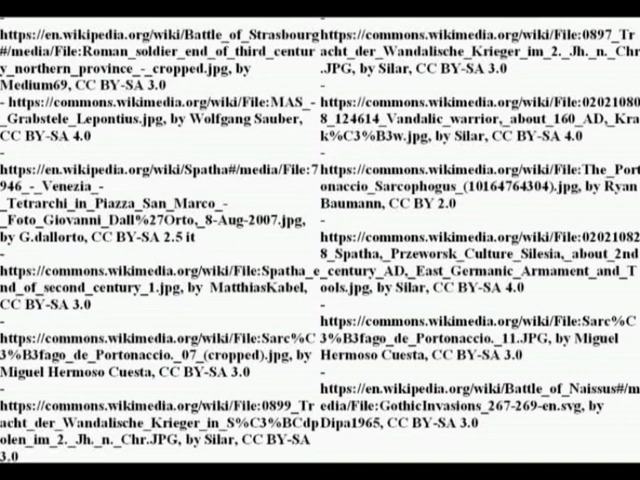 -
https://en.wikipedia.org/wiki/Battle_of_Strasbourg
#/media/File:Roman_soldier_end_of_third_centur
y_northern_province_-_cropped.jpg, by
Medium69, CC BY-SA 3.0
- https://commons.wikimedia.org/wiki/File:MAS_-
_Grabstele_Lepontius.jpg, by Wolfgang Sauber,
CC BY-SA 4.0
-
https://en.wikipedia.org/wiki/Spatha#/media/File:7
946_-_Venezia_-
_Tetrarchi_in_Piazza_San_Marco_-
_Foto_Giovanni_Dall%27Orto,_8-Aug-2007.jpg,
by G.dallorto, CC BY-SA 2.5 it
-
https://commons.wikimedia.org/wiki/File:Spatha_e
nd_of_second_century_1.jpg, by  MatthiasKabel,
CC BY-SA 3.0
-
https://commons.wikimedia.org/wiki/File:Sarc%C
3%B3fago_de_Portonaccio._07_(cropped).jpg, by
Miguel Hermoso Cuesta, CC BY-SA 3.0
-
https://commons.wikimedia.org/wiki/File:0899_Tr
acht_der_Wandalische_Krieger_in_S%C3%BCdp
olen_im_2._Jh._n._Chr.JPG, by Silar, CC BY-SA
3.0
-
https://commons.wikimedia.org/wiki/File:0897_Tr
acht_der_Wandalische_Krieger_im_2._Jh._n._Chr
.JPG, by Silar, CC BY-SA 3.0
-
https://commons.wikimedia.org/wiki/File:02021080
8_124614_Vandalic_warrior,_about_160_AD,_Kra
k%C3%B3w.jpg, by Silar, CC BY-SA 4.0
-
https://commons.wikimedia.org/wiki/File:The_Port
onaccio_Sarcophogus_(10164764304).jpg, by Ryan
Baumann, CC BY 2.0
-
https://commons.wikimedia.org/wiki/File:02021082
8_Spatha,_Przeworsk_Culture_Silesia,_about_2nd
_century_AD,_East_Germanic_Armament_and_T
ools.jpg, by Silar, CC BY-SA 4.0
-
https://commons.wikimedia.org/wiki/File:Sarc%C
3%B3fago_de_Portonaccio._11.JPG, by Miguel
Hermoso Cuesta, CC BY-SA 3.0
-
https://en.wikipedia.org/wiki/Battle_of_Naissus#/m
edia/File:GothicInvasions_267-269-en.svg, by
Dipa1965, CC BY-SA 3.0